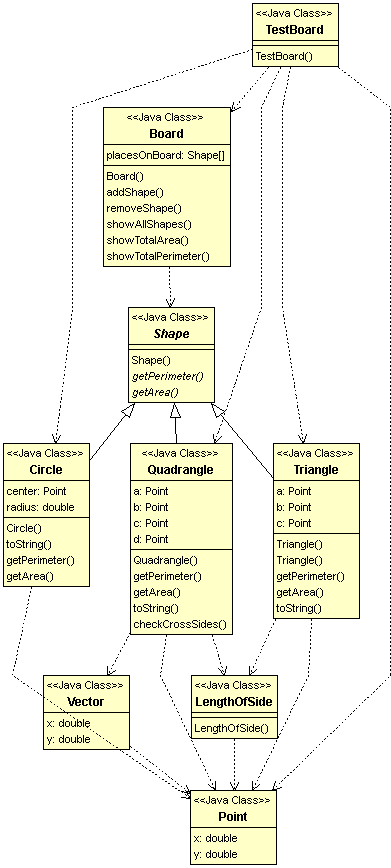 <<Java Class>>
TestBoard
TestBoard()
<<Java Class>>
Board
placesOnBoard: Shape[]
Board()
addShape()
removeShape()
showAllShapes()
showTotalArea()
showTotalPerimeter()
<<Java Class>>
Shape
Shape()
getPerimeter()
getArea()
<<Java Class>>
Circle
center: Point
radius: double
Circle()
toString()
getPerimeter()
getArea()
<<Java Class>>
Quadrangle
a: Point
b: Point
c: Point
d: Point
Quadrangle()
getPerimeter()
getArea()
toString()
checkCrossSides()
<<Java Class>>
Triangle
a: Point
b: Point
c: Point
Triangle()
Triangle()
getPerimeter()
getArea()
toString()
<<Java Class>>
Vector
x: double
y: double
<<Java Class>>
LengthOfSide
LengthOfSide()
<<Java Class>>
Point
x: double
y: double